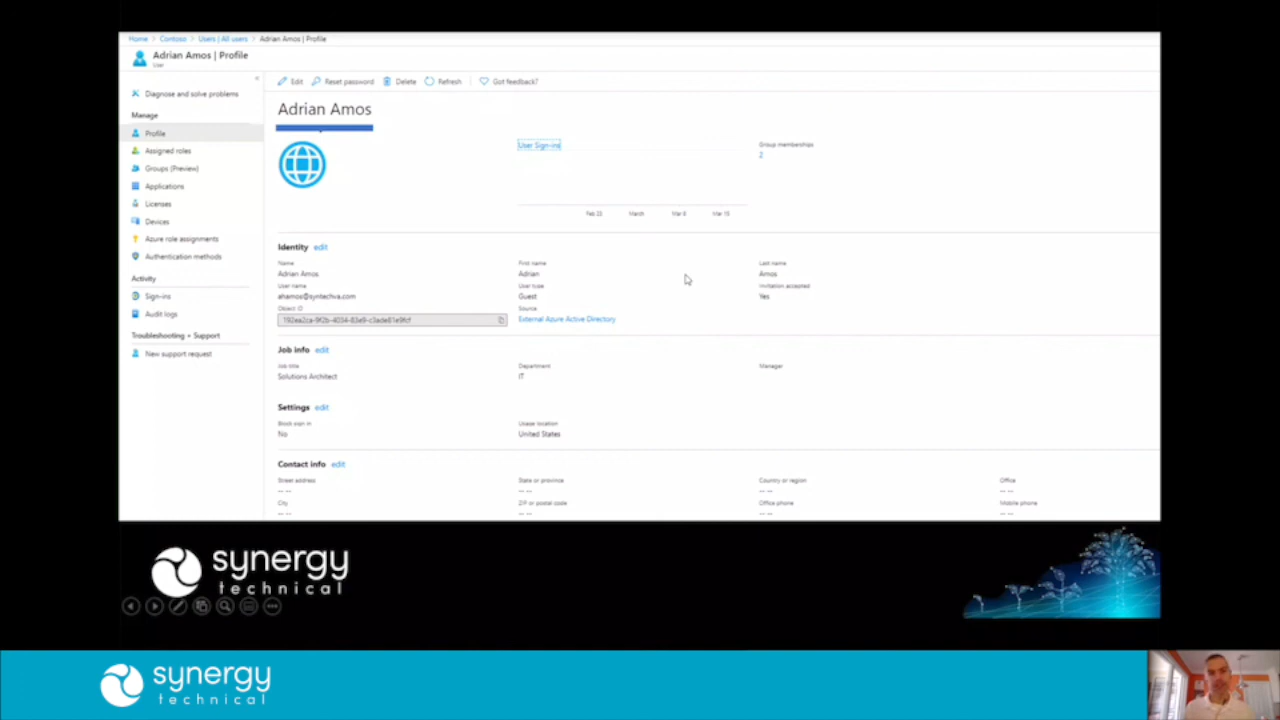 Home > Contoso > Users | All users > Adrian Amos | Profile
Adrian Amos | Profile
User
Edit Reset password Delete Refresh Got feedback?
Diagnose and solve problems
Manage
Profile
Assigned roles
Groups (Preview)
Applications
Licenses
Devices
Azure role assignments
Authentication methods
Activity
Sign-ins
Audit logs
Troubleshooting + Support
New support request
Adrian Amos
User Sign-ins
Group memberships
2
Feb 23 March Mar 8 Mar 15
Identity edit
Name First name Last name
Adrian Amos Adrian Amos
User name User type Invitation accepted
ahamos@syntechva.com Guest Yes
Object ID Source
External Azure Active Directory
Job info edit
Job title Department Manager
Solutions Architect IT
Settings edit
Block sign in Usage location
No United States
Contact info edit
Street address State or province Country or region Office
-- -- -- -- -- -- -- --
City ZIP or postal code Office phone Mobile phone
-- -- -- -- -- -- -- --
synergy
technical
synergy
technical